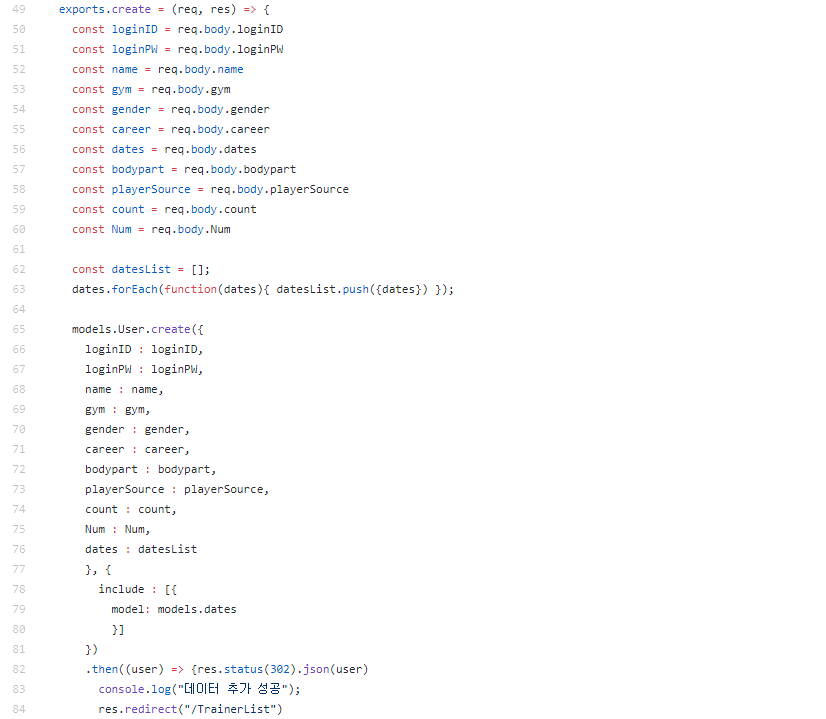 49 exports.create = (req, res) => {
50 const loginID = req.body.loginID
51 const loginPW = req.body.loginPW
52 const name = req.body.name
53 const gym = req.body.gym
54 const gender = req.body.gender
55 const career = req.body.career
56 const dates = req.body.dates
57 const bodypart = req.body.bodypart
58 const playerSource = req.body.playerSource
59 const count = req.body.count
60 const Num = req.body.Num
61
62 const datesList = [];
63 dates.forEach(function(dates){ datesList.push({dates}) });
64
65 models.User.create({
66 loginID : loginID,
67 loginPW : loginPW,
68 name : name,
69 gym : gym,
70 gender : gender,
71 career : career,
72 bodypart : bodypart,
73 playerSource : playerSource,
74 count : count,
75 Num : Num,
76 dates : datesList
77 }, {
78 include : [{
79 model: models.dates
80 }]
81 })
82 .then((user) => {res.status(302).json(user)
83 console.log("데이터 추가 성공");
84 res.redirect("/TrainerList")